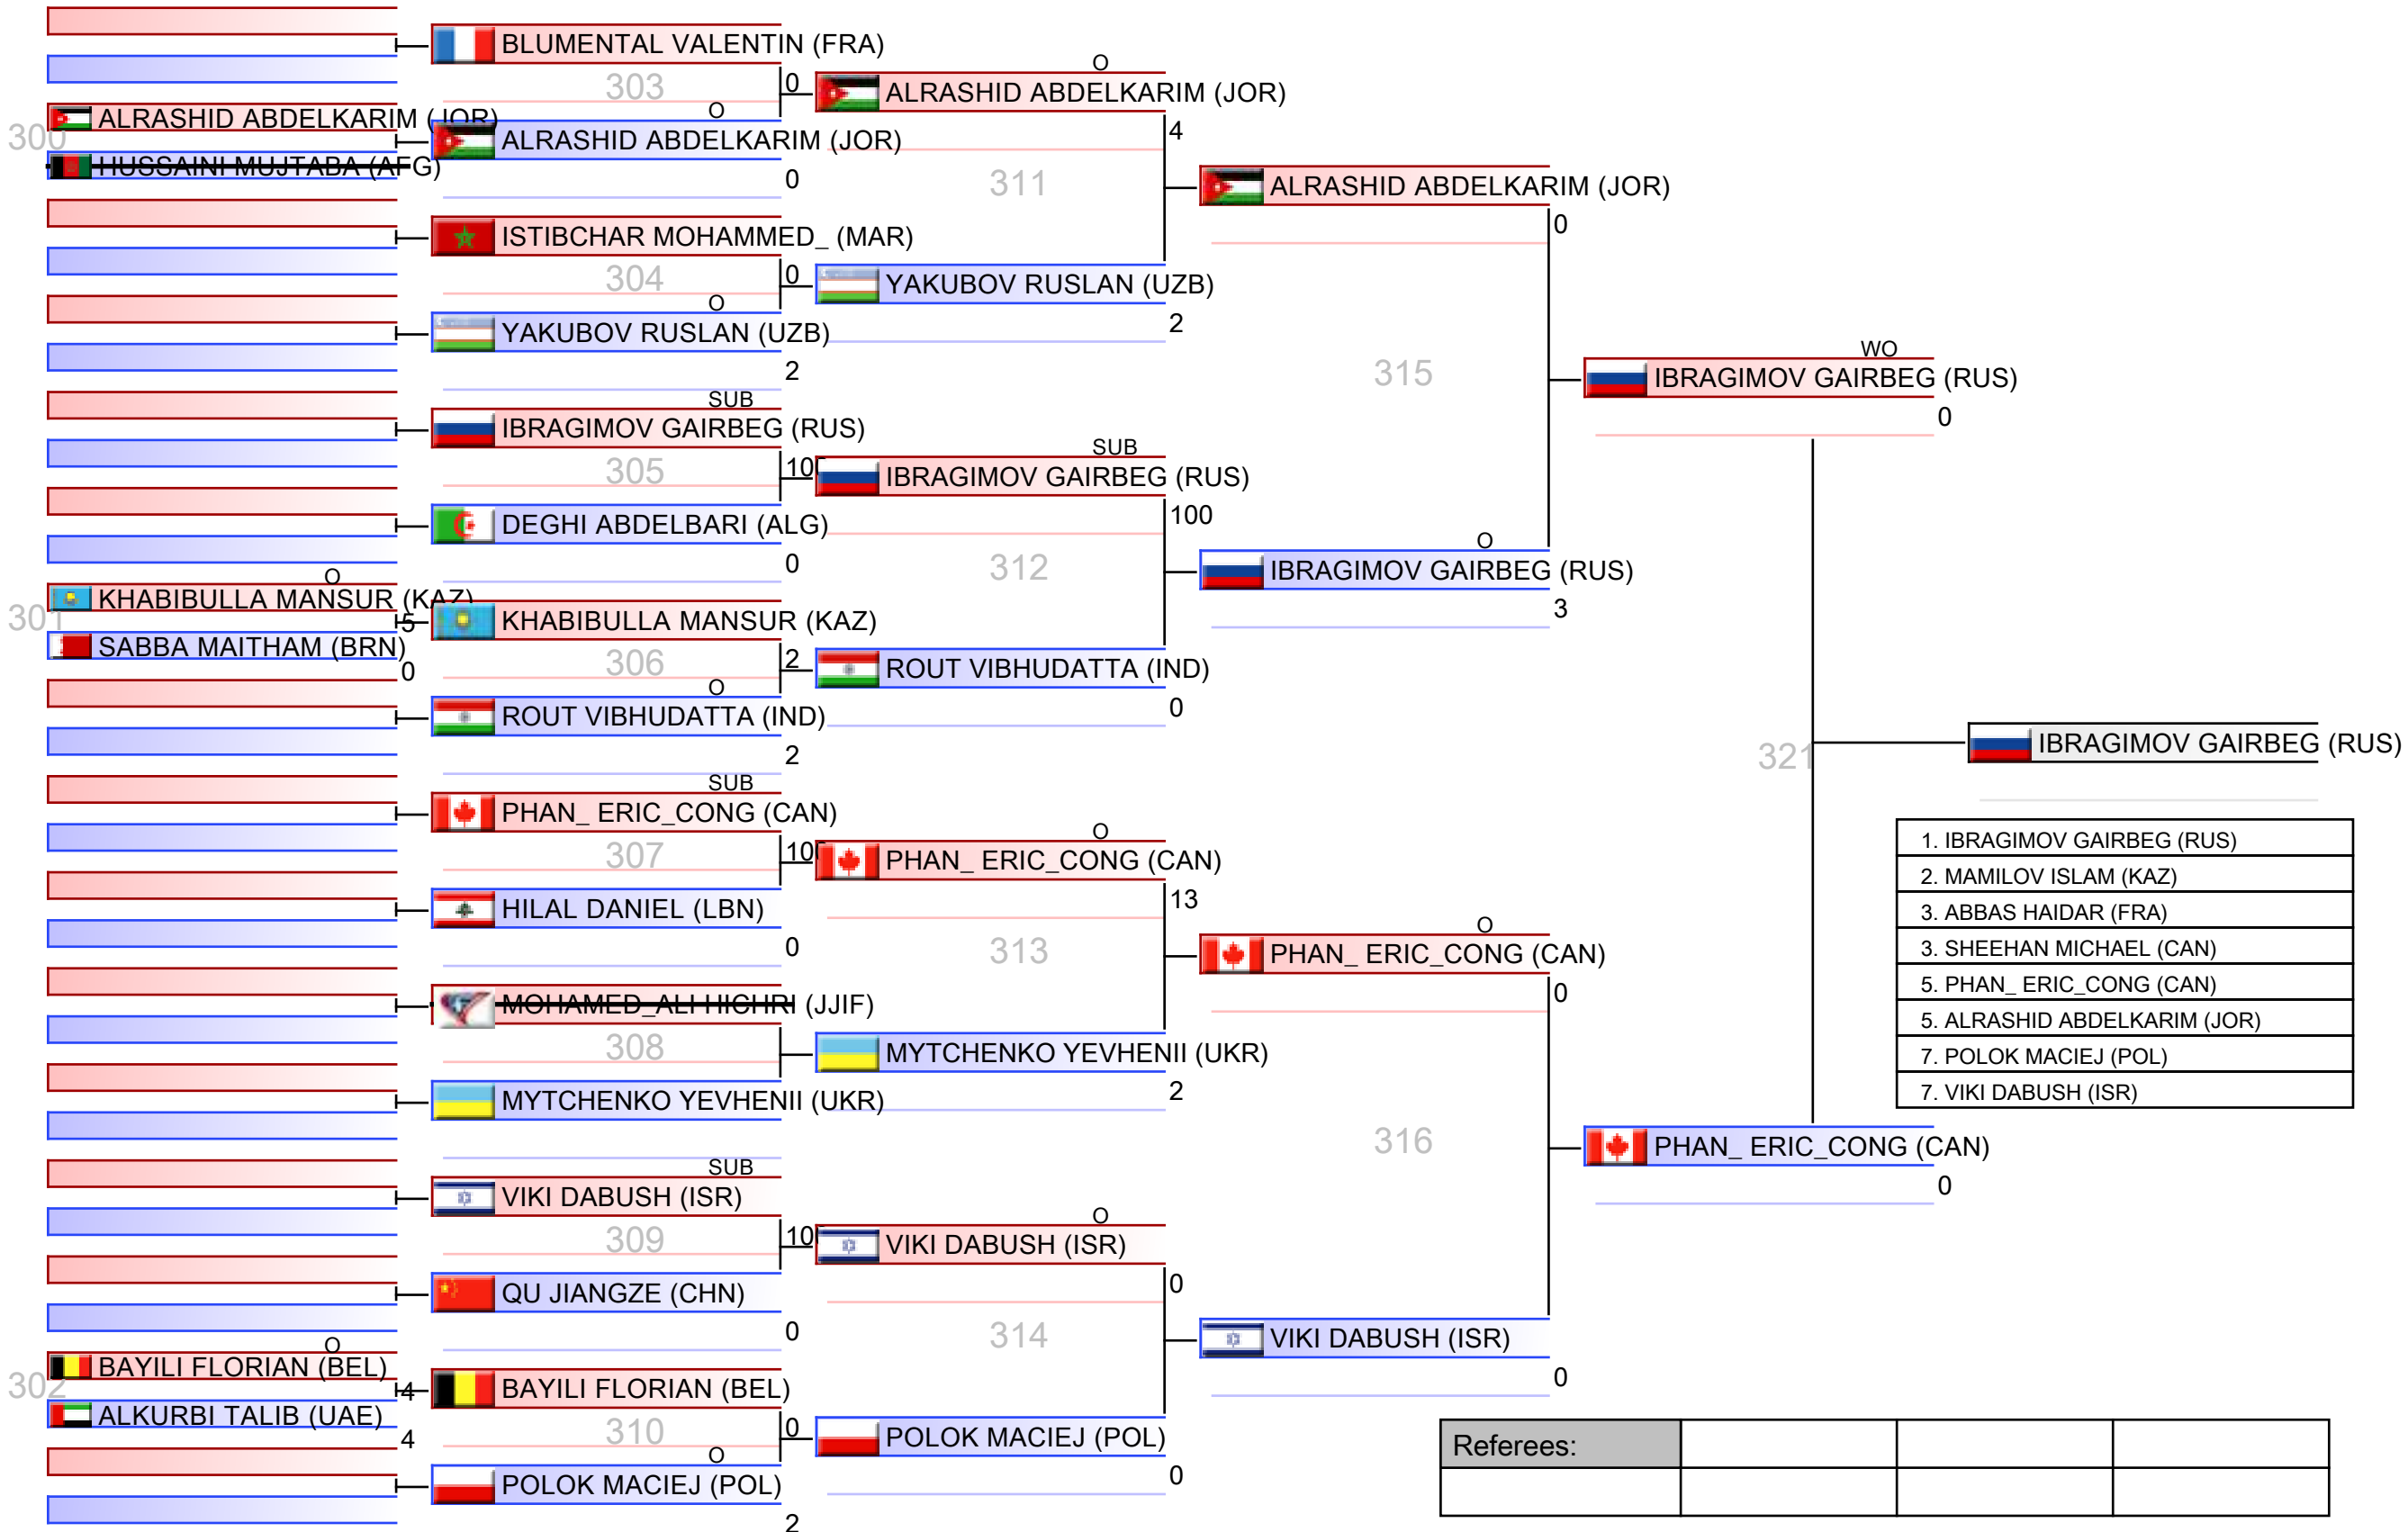 BLUMENTAL VALENTIN (FRA)
303
0
O
ALRASHID ABDELKARIM (JOR)
4
300
ALRASHID ABDELKARIM (JOR)
HUSSAINI MUJTABA (AFG)
O
ALRASHID ABDELKARIM (JOR)
0
311
ALRASHID ABDELKARIM (JOR)
0
ISTIBCHAR MOHAMMED_ (MAR)
304
0
YAKUBOV RUSLAN (UZB)
2
O
YAKUBOV RUSLAN (UZB)
2
315
WO
IBRAGIMOV GAIRBEG (RUS)
0
SUB
IBRAGIMOV GAIRBEG (RUS)
305
SUB
IBRAGIMOV GAIRBEG (RUS)
100
DEGHI ABDELBARI (ALG)
0
312
O
IBRAGIMOV GAIRBEG (RUS)
3
301
O
KHABIBULLA MANSUR (KAZ)
5
SABBA MAITHAM (BRN)
0
KHABIBULLA MANSUR (KAZ)
306
2
ROUT VIBHUDATTA (IND)
0
O
ROUT VIBHUDATTA (IND)
2
321
IBRAGIMOV GAIRBEG (RUS)
SUB
PHAN_ ERIC_CONG (CAN)
307
O
PHAN_ ERIC_CONG (CAN)
13
HILAL DANIEL (LBN)
0
313
O
PHAN_ ERIC_CONG (CAN)
0
MOHAMED_ALI HICHRI (JJIF)
308
MYTCHENKO YEVHENII (UKR)
2
MYTCHENKO YEVHENII (UKR)
316
PHAN_ ERIC_CONG (CAN)
0
1. IBRAGIMOV GAIRBEG (RUS)
2. MAMILOV ISLAM (KAZ)
3. ABBAS HAIDAR (FRA)
3. SHEEHAN MICHAEL (CAN)
5. PHAN_ ERIC_CONG (CAN)
5. ALRASHID ABDELKARIM (JOR)
7. POLOK MACIEJ (POL)
7. VIKI DABUSH (ISR)
SUB
VIKI DABUSH (ISR)
309
O
VIKI DABUSH (ISR)
0
QU JIANGZE (CHN)
0
314
VIKI DABUSH (ISR)
0
302
O
BAYILI FLORIAN (BEL)
4
ALKURBI TALIB (UAE)
4
BAYILI FLORIAN (BEL)
310
0
POLOK MACIEJ (POL)
0
O
POLOK MACIEJ (POL)
2
Referees: